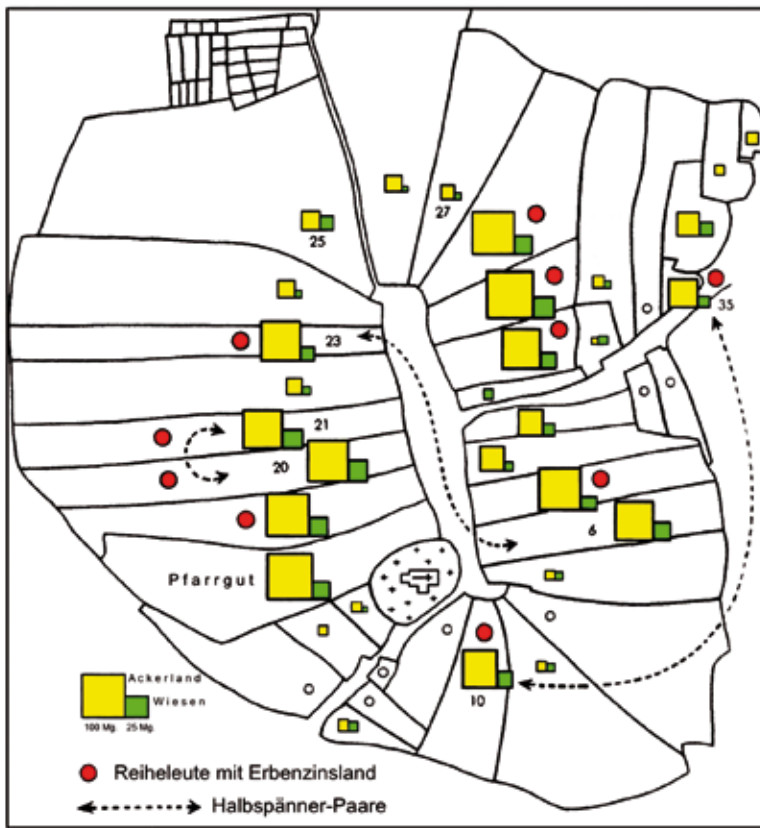 27
25
35
23
21
20
6
Pfarrgut
10
Ackerland
Wiesen
100 Mg. 25 Mg.
Reiheleute mit Erbenzinsland
Halbspänner-Paare